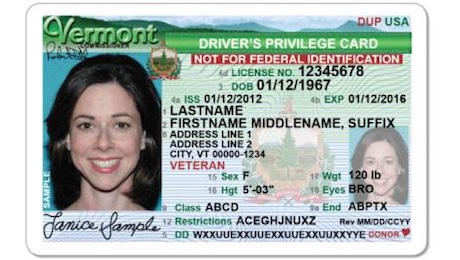 DUP USA
Vermont
COMMISSIONER
DRIVER'S PRIVILEGE CARD
NOT FOR FEDERAL IDENTIFICATION
4d LICENSE NO. 12345678
3 DOB 01/12/1967
4a ISS 01/12/2012 4b EXP 01/12/2016
1 LASTNAME
2 FIRSTNAME MIDDLENAME, SUFFIX
8 ADDRESS LINE 1
ADDRESS LINE 2
CITY, VT 00000-1234
VETERAN
15 Sex F 17 Wgt 120 lb
16 Hgt 5'-03" 18 Eyes BRO
9 Class ABCD 9a End ABPTX
12 Restrictions ACEGHJNUXZ Rev MM/DD/CCYY
5 DD WXXUUEXXUUEXXUUEXXUUXXYYE DONOR
SAMPLE
Janice Sample